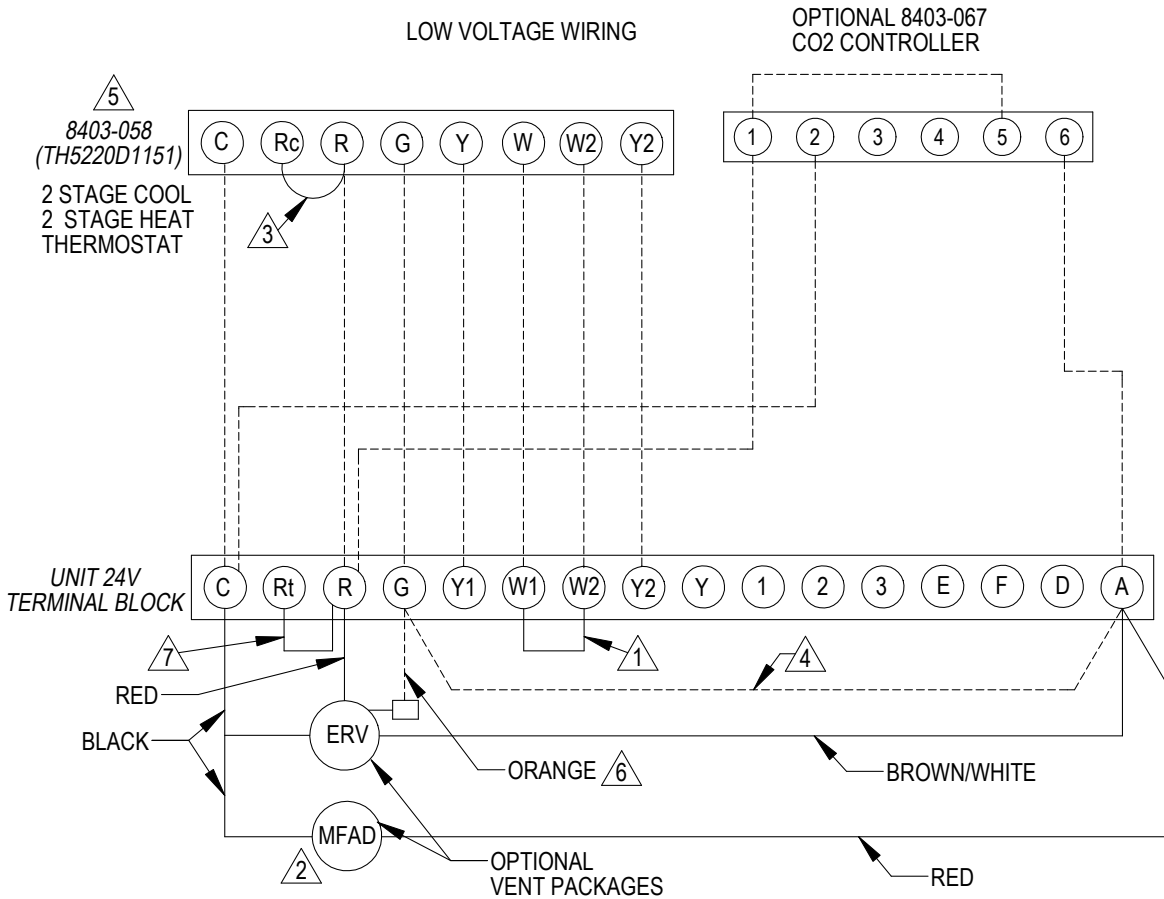 LOW VOLTAGE WIRING
OPTIONAL 8403-067
CO2 CONTROLLER
5
8403-058
(TH5220D1151)
2 STAGE COOL
2 STAGE HEAT
THERMOSTAT
C Rc R G Y W W2 Y2
1 2 3 4 5 6
3
UNIT 24V
TERMINAL BLOCK
C Rt R G Y1 W1 W2 Y2 Y 1 2 3 E F D A
7
1
4
RED
BLACK
ERV
ORANGE 6
BROWN/WHITE
MFAD
2
OPTIONAL
VENT PACKAGES
RED